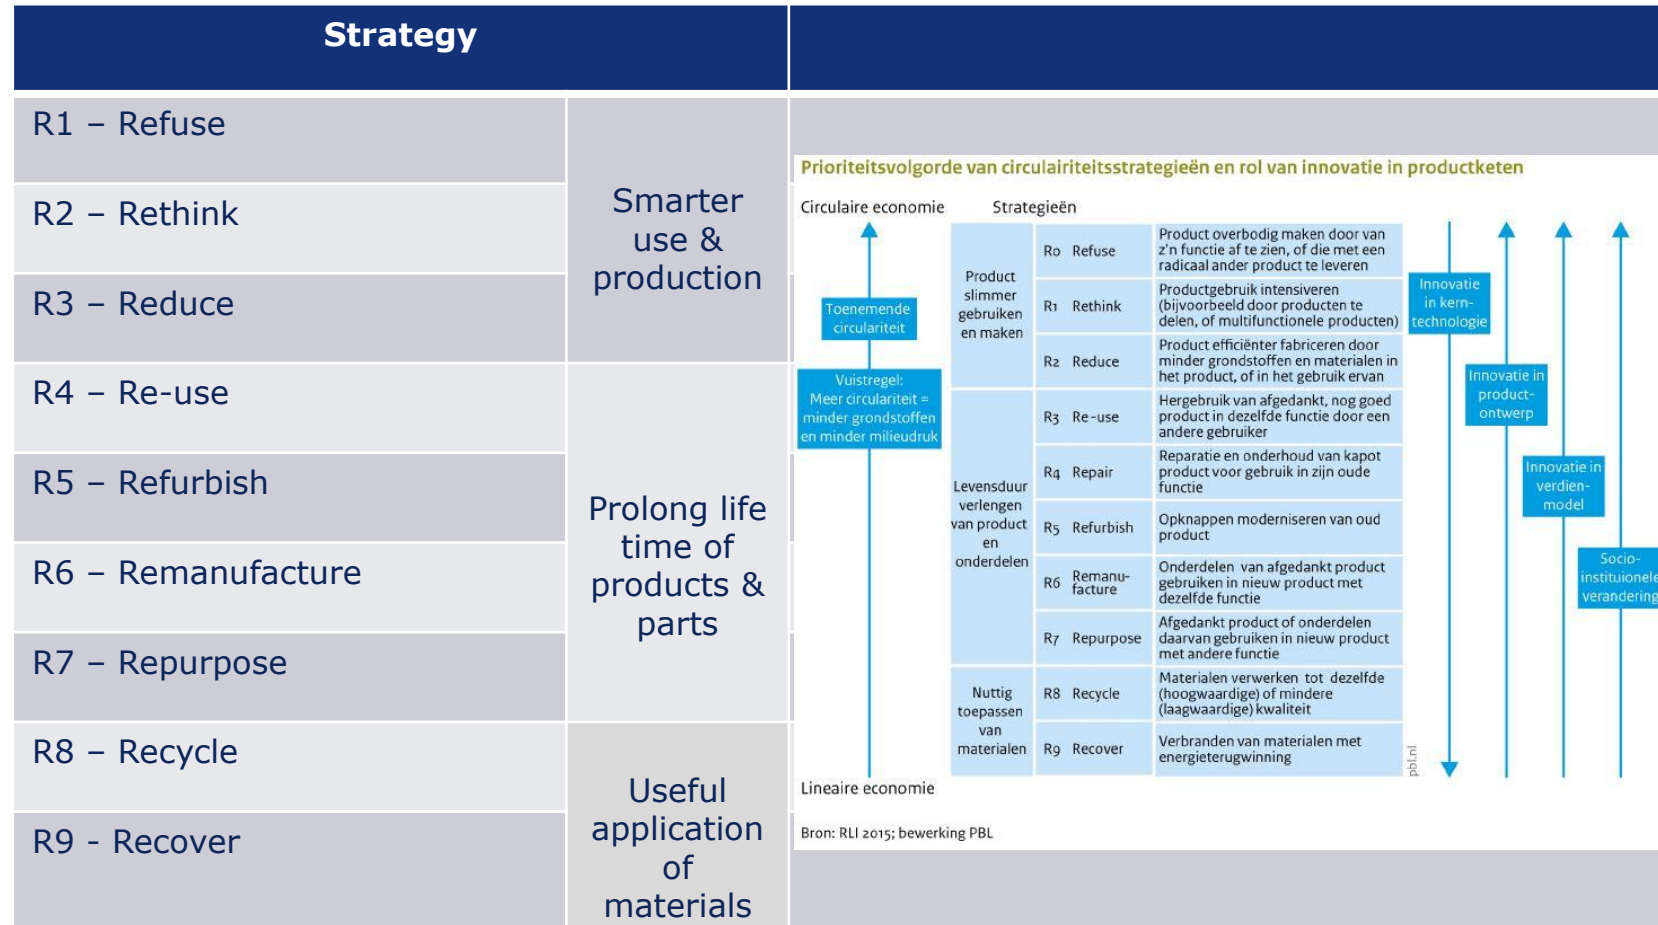 Strategy
R1 – Refuse
R2 – Rethink
R3 – Reduce
Smarter
use &
production
R4 – Re-use
R5 – Refurbish
R6 – Remanufacture
R7 – Repurpose
Prolong life
time of
products &
parts
R8 – Recycle
R9 - Recover
Useful
application
of
materials
Prioriteitsvolgorde van circulairiteitsstrategieën en rol van innovatie in productketen
Circulaire economie
Strategieën
Toenemende
circulariteit
Vuistregel:
Meer circulariteit =
minder grondstoffen
en minder milieudruk
Lineaire economie
Product
slimmer
gebruiken
en maken
R0 Refuse
Product overbodig maken door van
z'n functie af te zien, of die met een
radicaal ander product te leveren
R1 Rethink
Productgebruik intensiveren
(bijvoorbeeld door producten te
delen, of multifunctionele producten)
R2 Reduce
Product efficiënter fabriceren door
minder grondstoffen en materialen in
het product, of in het gebruik ervan
Levensduur
verlengen
van product
en
onderdelen
R3 Re-use
Hergebruik van afgedankt, nog goed
product in dezelfde functie door een
andere gebruiker
R4 Repair
Reparatie en onderhoud van kapot
product voor gebruik in zijn oude
functie
R5 Refurbish
Opknappen moderniseren van oud
product
R6 Remanu-
facture
Onderdelen van afgedankt product
gebruiken in nieuw product met
dezelfde functie
R7 Repurpose
Afgedankt product of onderdelen
daarvan gebruiken in nieuw product
met andere functie
Nuttig
toepassen
van
materialen
R8 Recycle
Materialen verwerken tot dezelfde
(hoogwaardige) of mindere
(laagwaardige) kwaliteit
R9 Recover
Verbranden van materialen met
energieterugwinning
Innovatie
in kern-
technologie
Innovatie in
product-
ontwerp
Innovatie in
verdien-
model
Socio-
instituionele
verandering
pbl.nl
Bron: RLI 2015; bewerking PBL